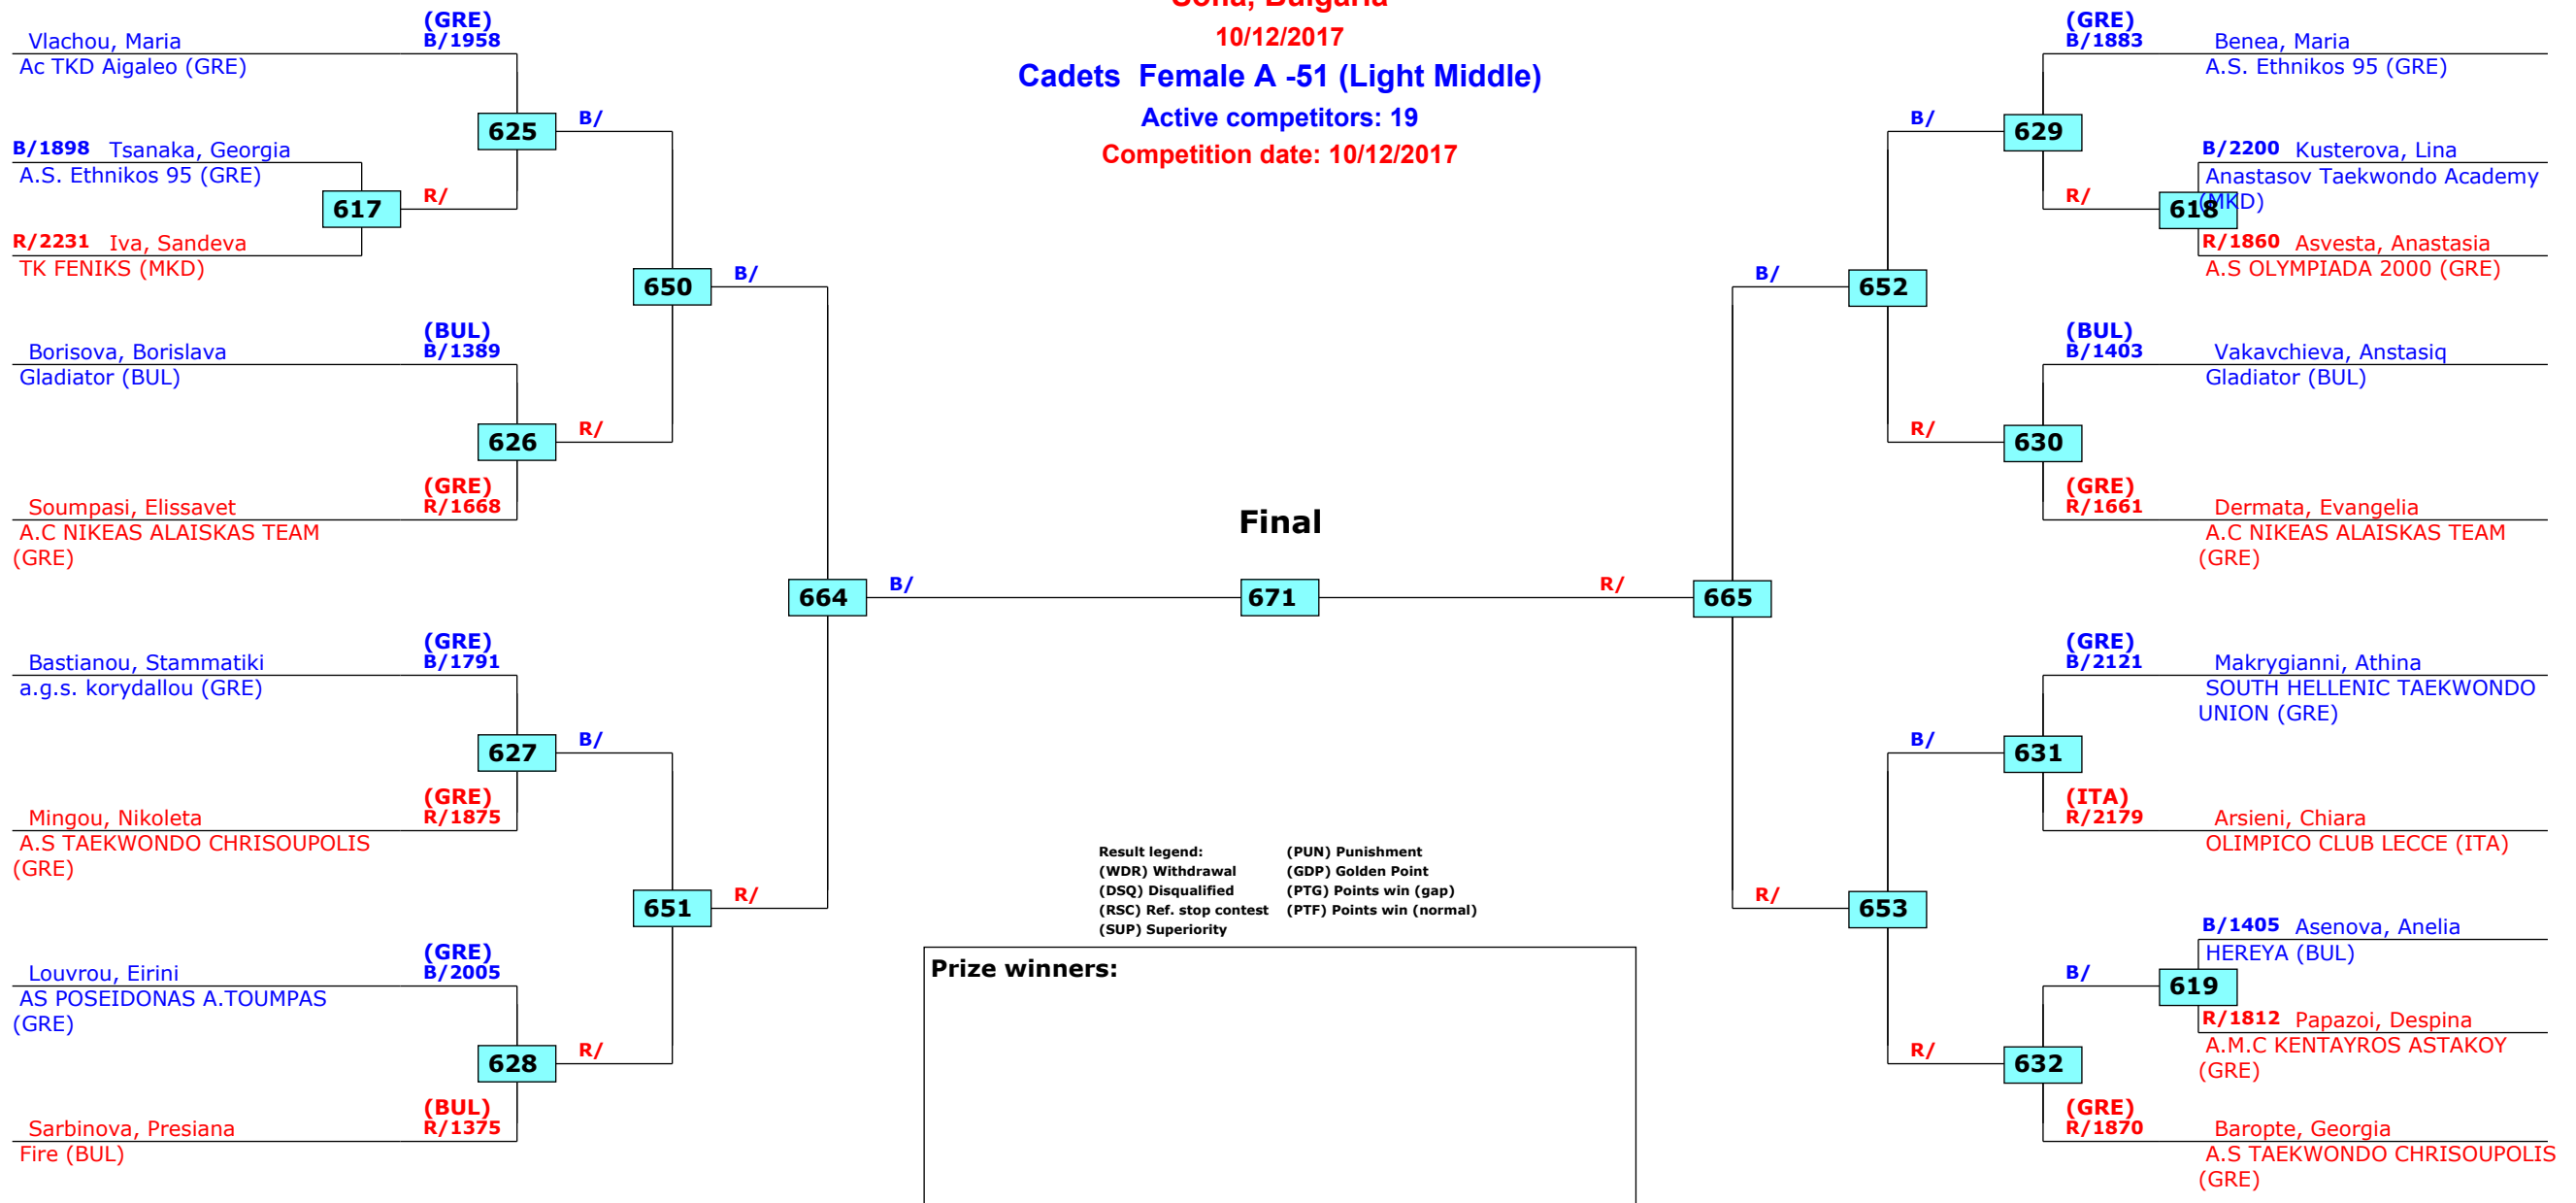 Sofia, Bulgaria
10/12/2017
Cadets Female A -51 (Light Middle)
Active competitors: 19
Competition date: 10/12/2017
(GRE)
Vlachou, Maria B/1958
Ac TKD Aigaleo (GRE)
625
B/
B/1898 Tsanaka, Georgia
A.S. Ethnikos 95 (GRE)
617
R/
R/2231 Iva, Sandeva
TK FENIKS (MKD)
650
B/
(BUL)
Borisova, Borislava B/1389
Gladiator (BUL)
626
R/
(GRE)
Soumpasi, Elissavet R/1668
A.C NIKEAS ALAISKAS TEAM
(GRE)
664
B/
(GRE)
Bastianou, Stammatiki B/1791
a.g.s. korydallou (GRE)
627
B/
(GRE)
Mingou, Nikoleta R/1875
A.S TAEKWONDO CHRISOUPOLIS
(GRE)
651
R/
(GRE)
Louvrou, Eirini B/2005
AS POSEIDONAS A.TOUMPAS
(GRE)
628
R/
(BUL)
Sarbinova, Presiana R/1375
Fire (BUL)
Final
671
Result legend: (PUN) Punishment
(WDR) Withdrawal (GDP) Golden Point
(DSQ) Disqualified (PTG) Points win (gap)
(RSC) Ref. stop contest (PTF) Points win (normal)
(SUP) Superiority
Prize winners:
(GRE)
B/1883 Benea, Maria
A.S. Ethnikos 95 (GRE)
B/
629
B/2200 Kusterova, Lina
Anastasov Taekwondo Academy
(MKD)
R/
618
R/1860 Asvesta, Anastasia
A.S OLYMPIADA 2000 (GRE)
B/
652
(BUL)
B/1403 Vakavchieva, Anstasiq
Gladiator (BUL)
R/
630
(GRE)
R/1661 Dermata, Evangelia
A.C NIKEAS ALAISKAS TEAM
(GRE)
R/
665
(GRE)
B/2121 Makrygianni, Athina
SOUTH HELLENIC TAEKWONDO
UNION (GRE)
B/
631
(ITA)
R/2179 Arsieni, Chiara
OLIMPICO CLUB LECCE (ITA)
R/
653
B/1405 Asenova, Anelia
HEREYA (BUL)
B/
619
R/1812 Papazoi, Despina
A.M.C KENTAYROS ASTAKOY
(GRE)
R/
632
(GRE)
R/1870 Baropte, Georgia
A.S TAEKWONDO CHRISOUPOLIS
(GRE)